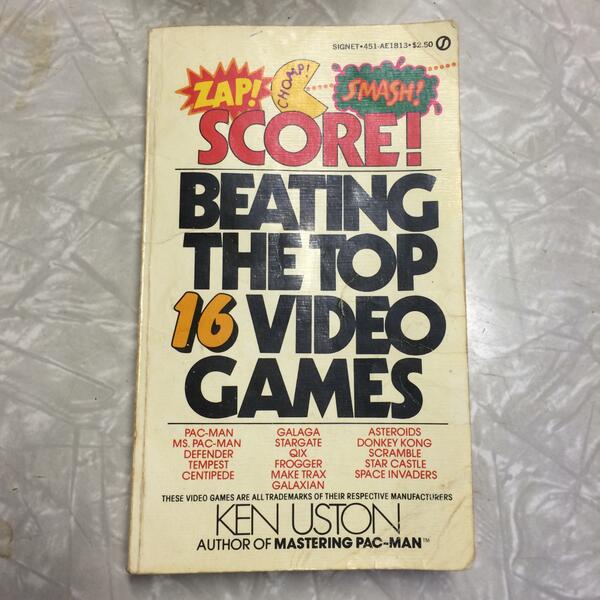 SIGNET•451-AE1813•$2.50
ZAP!
CHOMP!
SMASH!
SCORE!
BEATING
THE TOP
16 VIDEO
GAMES
PAC-MAN
MS. PAC-MAN
DEFENDER
TEMPEST
CENTIPEDE
GALAGA
STARGATE
QIX
FROGGER
MAKE TRAX
GALAXIAN
ASTEROIDS
DONKEY KONG
SCRAMBLE
STAR CASTLE
SPACE INVADERS
THESE VIDEO GAMES ARE ALL TRADEMARKS OF THEIR RESPECTIVE MANUFACTURERS
KEN USTON
AUTHOR OF MASTERING PAC-MAN™